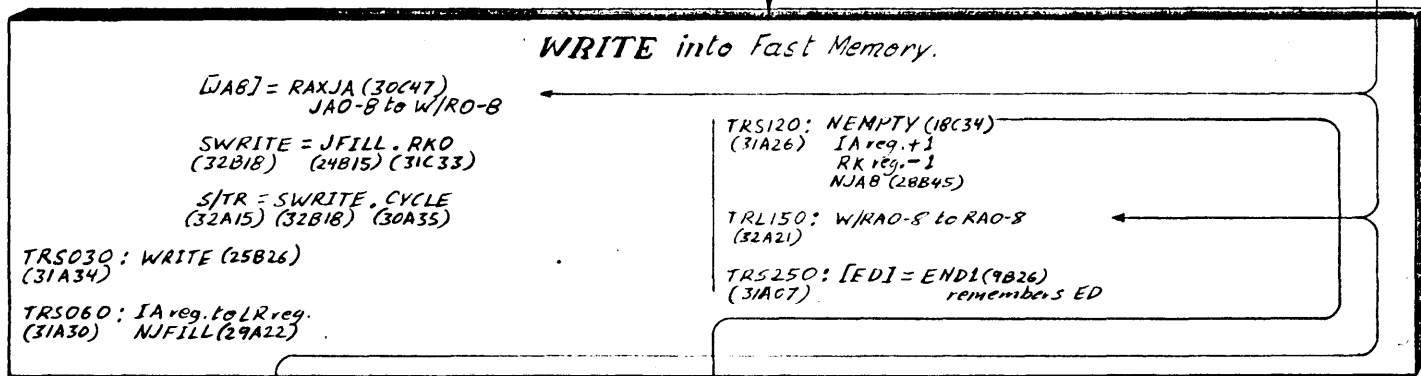 WRITE into Fast Memory.
[JA8] = RAXJA (30C47)
JA0-8 to W/R0-8
SWRITE = JFILL . RK0
(32B18) (24B15) (31C33)
S/TR = SWRITE . CYCLE
(32A15) (32B18) (30A35)
TRS030: WRITE (25B26)
(31A34)
TRS060: IA reg. to LR reg.
(31A30) NJFILL (29A22)
TRS120: NEMPTY (18C34)
(31A26) IA reg. +1
RK reg. -1
NJA8 (28B45)
TRL150: W/RA0-8 to RA0-8
(32A21)
TRS250: [ED] = END1 (9B26)
(31A07) remembers ED